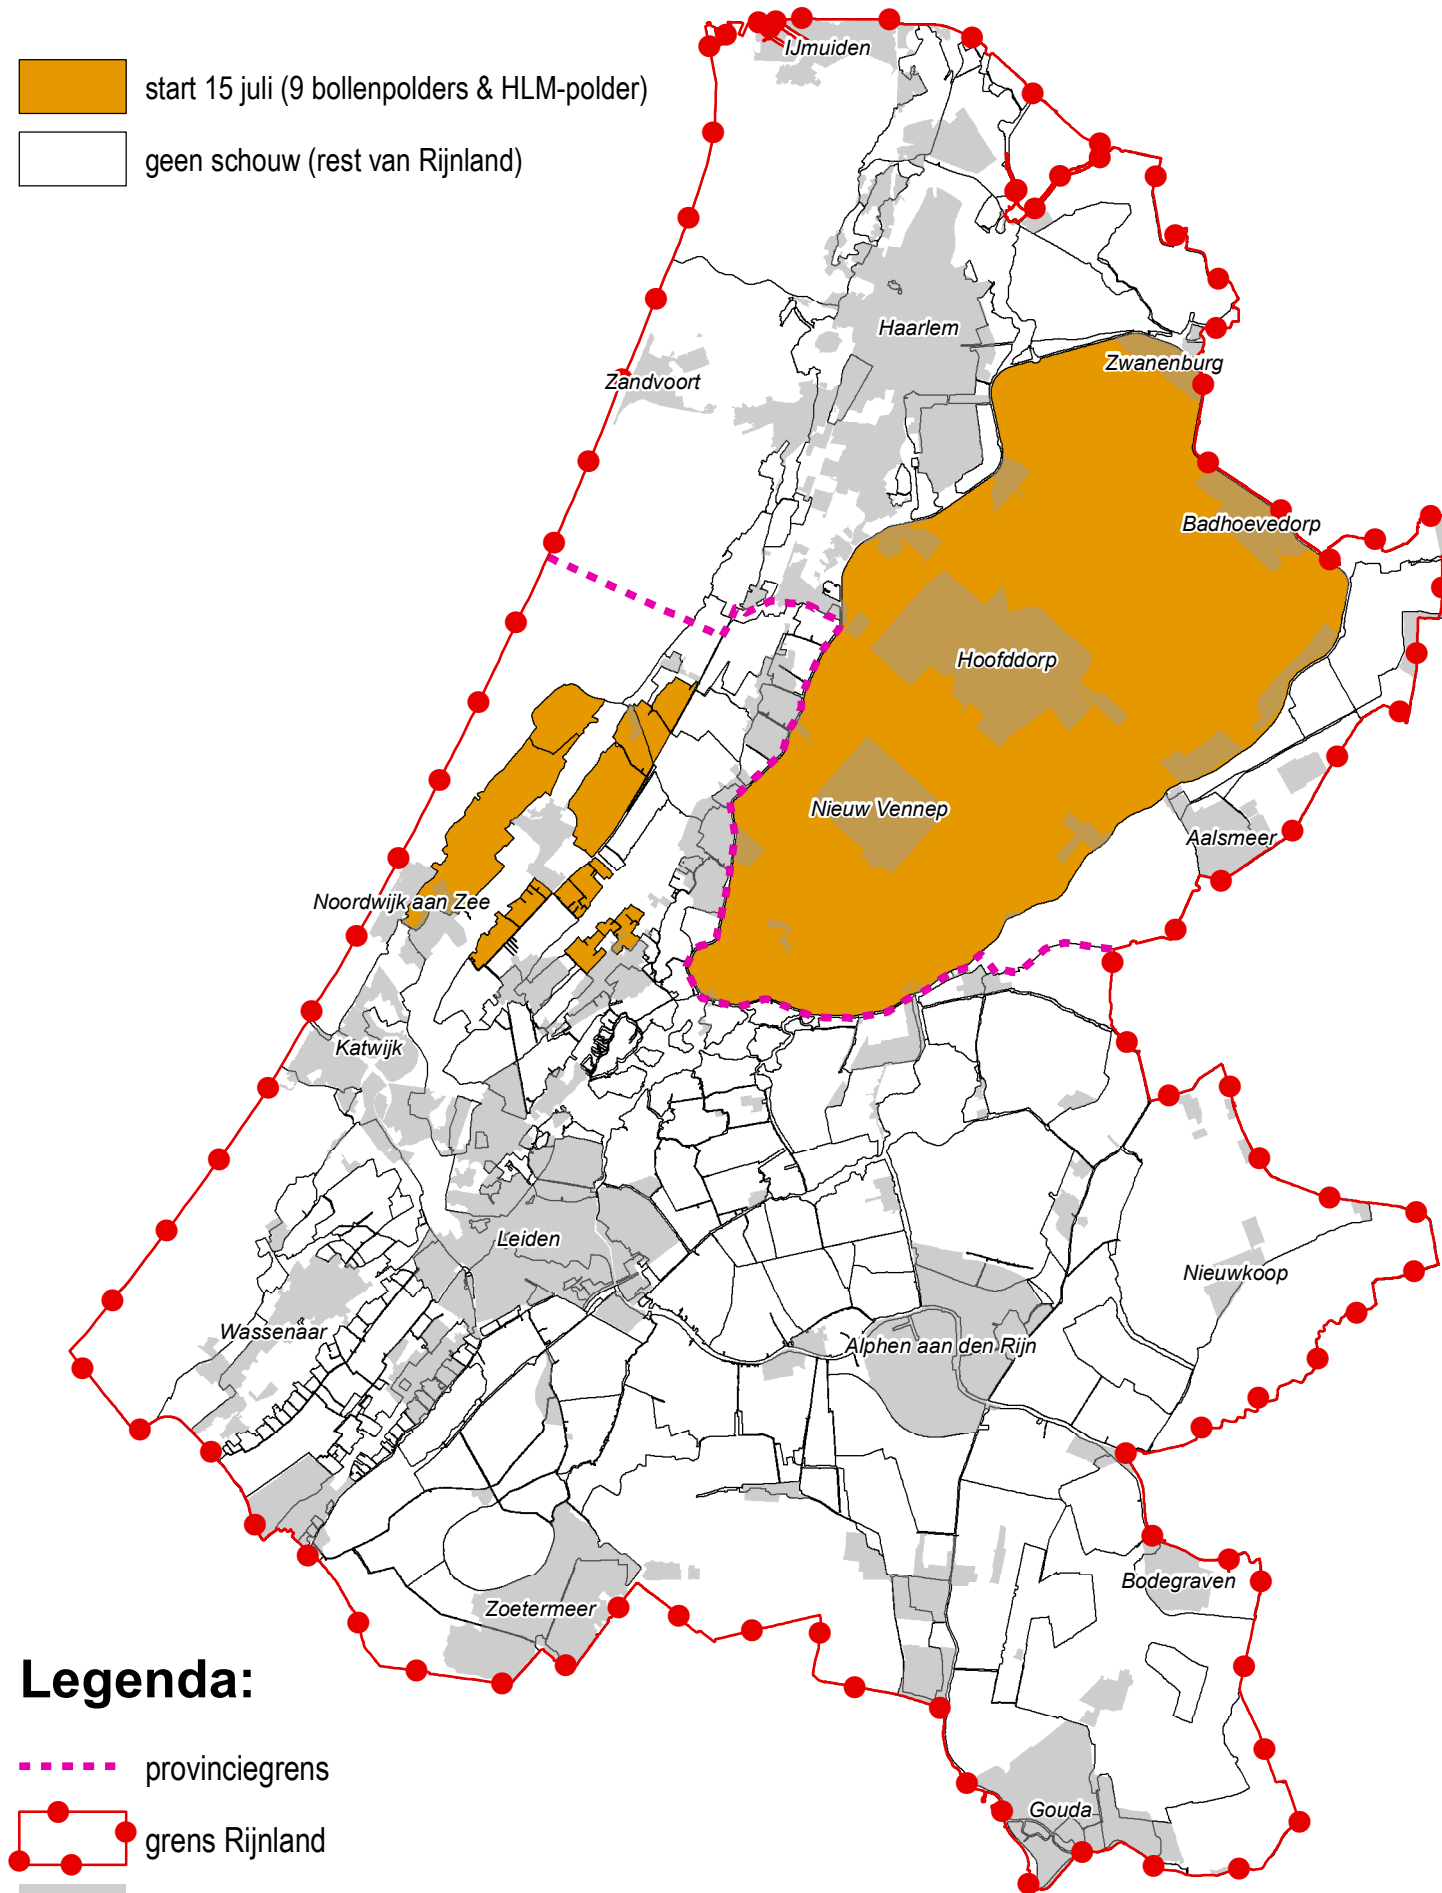 IJmuiden
start 15 juli (9 bollenpolders & HLM-polder)
geen schouw (rest van Rijnland)
Haarlem
Zwanenburg
Zandvoort
Badhoevedorp
Hoofddorp
Nieuw Vennep
Aalsmeer
Noordwijk aan Zee
Katwijk
Leiden
Nieuwkoop
Wassenaar
Alphen aan den Rijn
Bodegraven
Zoetermeer
Legenda:
provinciegrens
Gouda
grens Rijnland